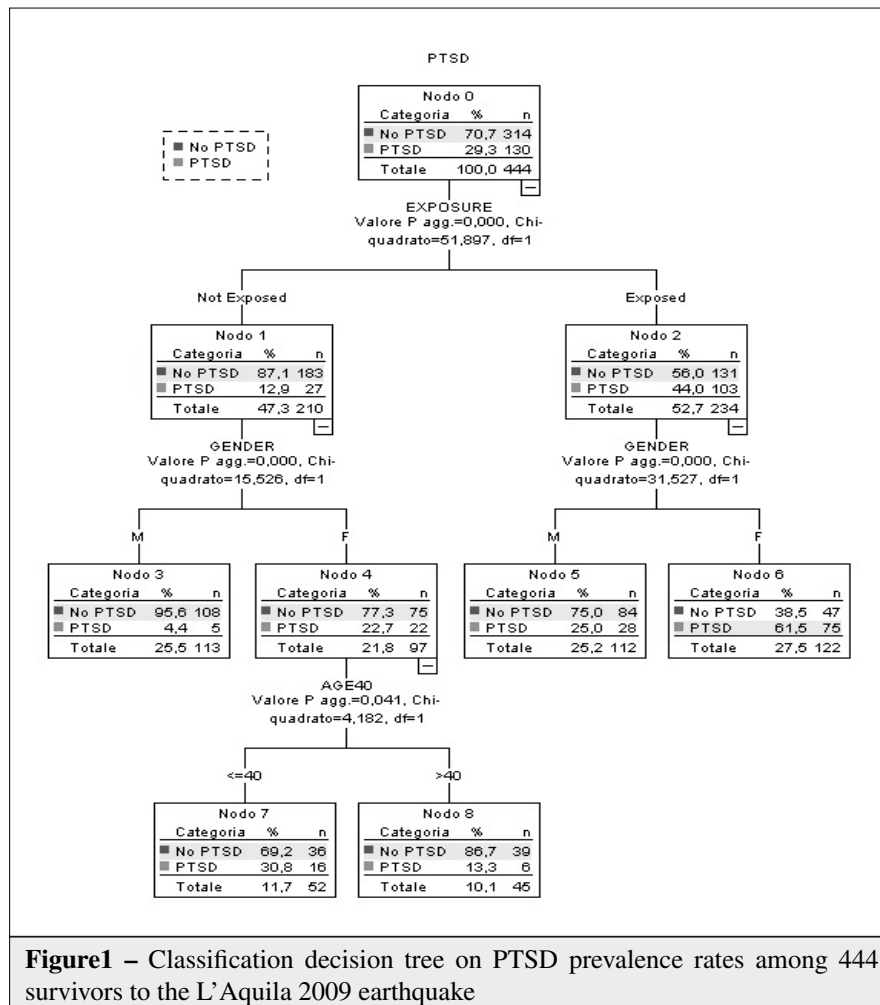 PTSD
No PTSD
PTSD
Nodo 0
Categoria % n
No PTSD 70,7 314
PTSD 29,3 130
Totale 100,0 444
EXPOSURE
Valore P agg.=0,000, Chi-
quadrato=51,897, df=1
Not Exposed
Exposed
Nodo 1
Categoria % n
No PTSD 87,1 183
PTSD 12,9 27
Totale 47,3 210
Nodo 2
Categoria % n
No PTSD 56,0 131
PTSD 44,0 103
Totale 52,7 234
GENDER
Valore P agg.=0,000, Chi-
quadrato=15,526, df=1
GENDER
Valore P agg.=0,000, Chi-
quadrato=31,527, df=1
M
F
M
F
Nodo 3
Categoria % n
No PTSD 95,6 108
PTSD 4,4 5
Totale 25,5 113
Nodo 4
Categoria % n
No PTSD 77,3 75
PTSD 22,7 22
Totale 21,8 97
Nodo 5
Categoria % n
No PTSD 75,0 84
PTSD 25,0 28
Totale 25,2 112
Nodo 6
Categoria % n
No PTSD 38,5 47
PTSD 61,5 75
Totale 27,5 122
AGE40
Valore P agg.=0,041, Chi-
quadrato=4,182, df=1
<=40
>40
Nodo 7
Categoria % n
No PTSD 69,2 36
PTSD 30,8 16
Totale 11,7 52
Nodo 8
Categoria % n
No PTSD 86,7 39
PTSD 13,3 6
Totale 10,1 45
Figure1 – Classification decision tree on PTSD prevalence rates among 444
survivors to the L'Aquila 2009 earthquake